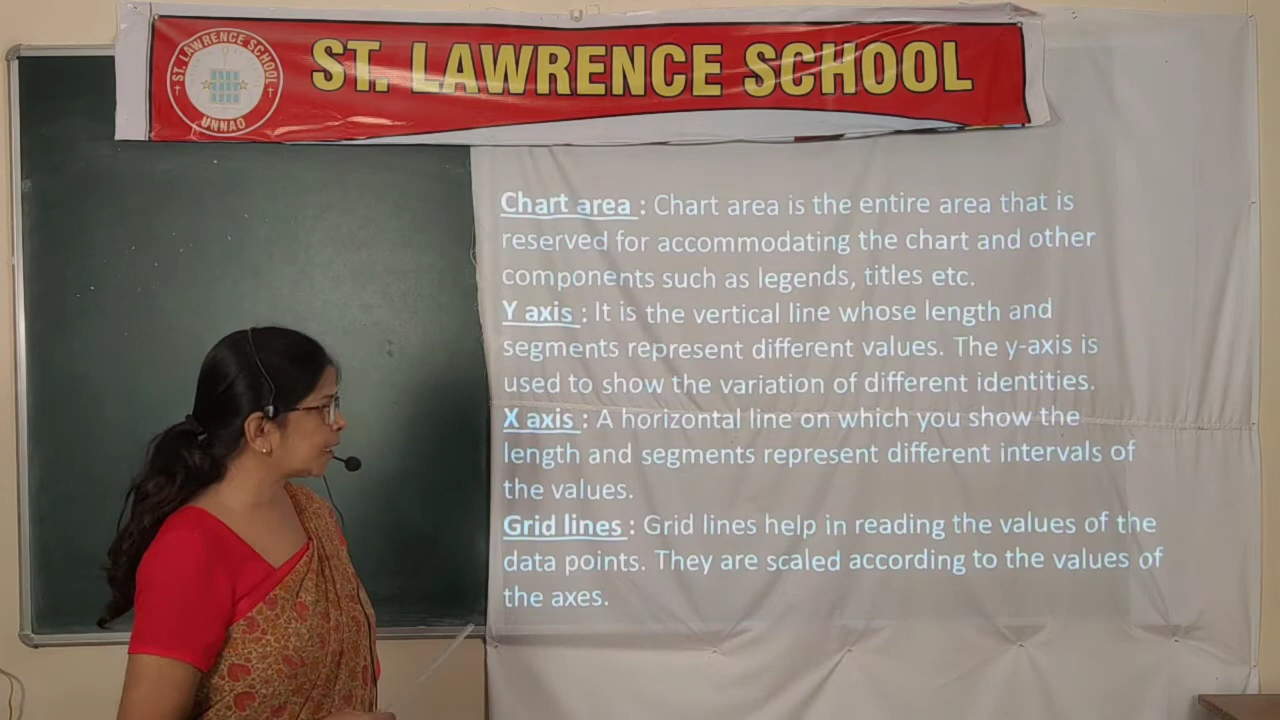 ST. LAWRENCE SCHOOL
ST. LAWRENCE SCHOOL
UNNAO
Chart area : Chart area is the entire area that is
reserved for accommodating the chart and other
components such as legends, titles etc.
Y axis : It is the vertical line whose length and
segments represent different values. The y-axis is
used to show the variation of different identities.
X axis : A horizontal line on which you show the
length and segments represent different intervals of
the values.
Grid lines : Grid lines help in reading the values of the
data points. They are scaled according to the values of
the axes.